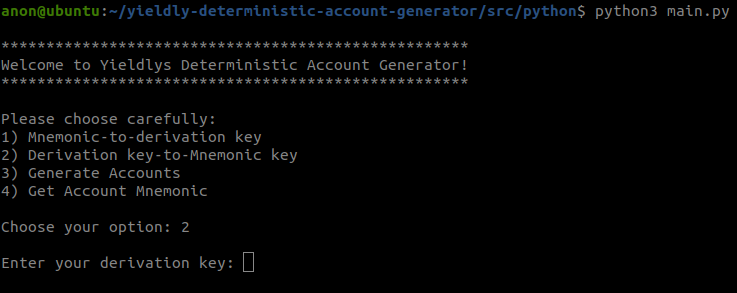 anon@ubuntu:~/yieldly-deterministic-account-generator/src/python$ python3 main.py
****************************************************
Welcome to Yieldlys Deterministic Account Generator!
****************************************************
Please choose carefully:
1) Mnemonic-to-derivation key
2) Derivation key-to-Mnemonic key
3) Generate Accounts
4) Get Account Mnemonic
Choose your option: 2
Enter your derivation key: